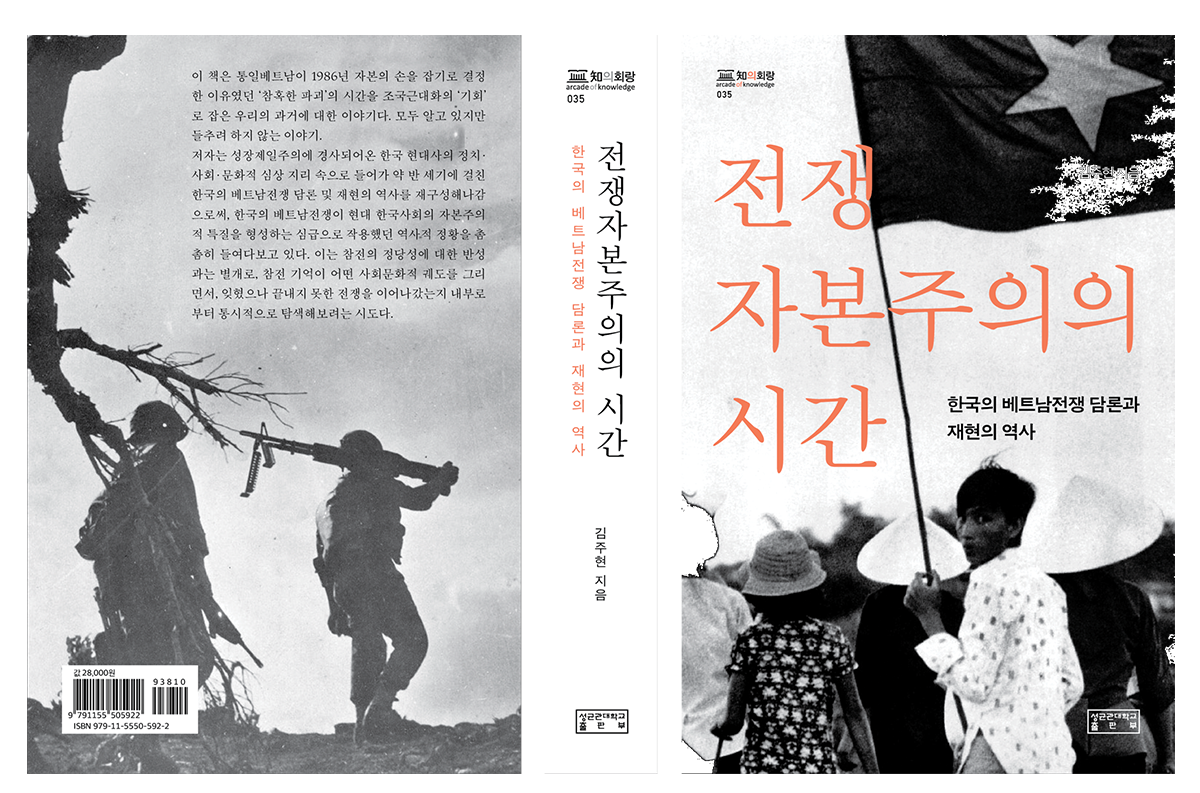 이 책은 통일베트남이 1986년 자본의 손을 잡기로 결정
한 이유였던 ‘참혹한 파괴’의 시간을 조국근대화의 ‘기회’
로 잡은 우리의 과거에 대한 이야기다. 모두 알고 있지만
들추려 하지 않는 이야기.
저자는 성장제일주의에 경사되어온 한국 현대사의 정치·
사회·문화적 심상 지리 속으로 들어가 약 반 세기에 걸친
한국의 베트남전쟁 담론 및 재현의 역사를 재구성해나감
으로써, 한국의 베트남전쟁이 현대 한국사회의 자본주의
적 특질을 형성하는 심급으로 작용했던 역사적 정황을 촘
촘히 들여다보고 있다. 이는 참전의 정당성에 대한 반성
과는 별개로, 참전 기억이 어떤 사회문화적 궤도를 그리
면서, 잊혔으나 끝내지 못한 전쟁을 이어나갔는지 내부로
부터 통시적으로 탐색해보려는 시도다.
값 28,000원
93810
9 791155 505922
ISBN 979-11-5550-592-2
知의회랑
arcade of knowledge
035
전쟁자본주의의 시간
한국의 베트남전쟁 담론과 재현의 역사
김주현 지음
성균관대학교
출판부
知의회랑
arcade of knowledge
035
김주현 지음
전쟁
자본주의의
시간
한국의 베트남전쟁 담론과
재현의 역사
성균관대학교
출판부